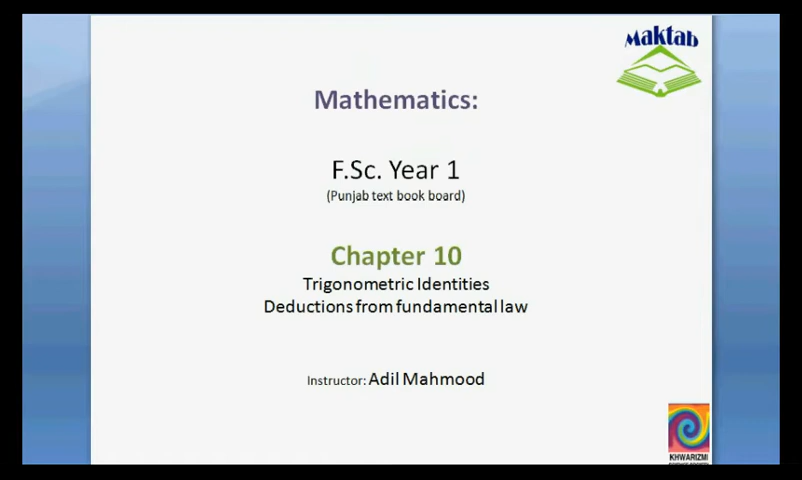 Maktab
Mathematics:
F.Sc. Year 1
(Punjab text book board)
Chapter 10
Trigonometric Identities
Deductions from fundamental law
Instructor: Adil Mahmood
KHWARIZMI